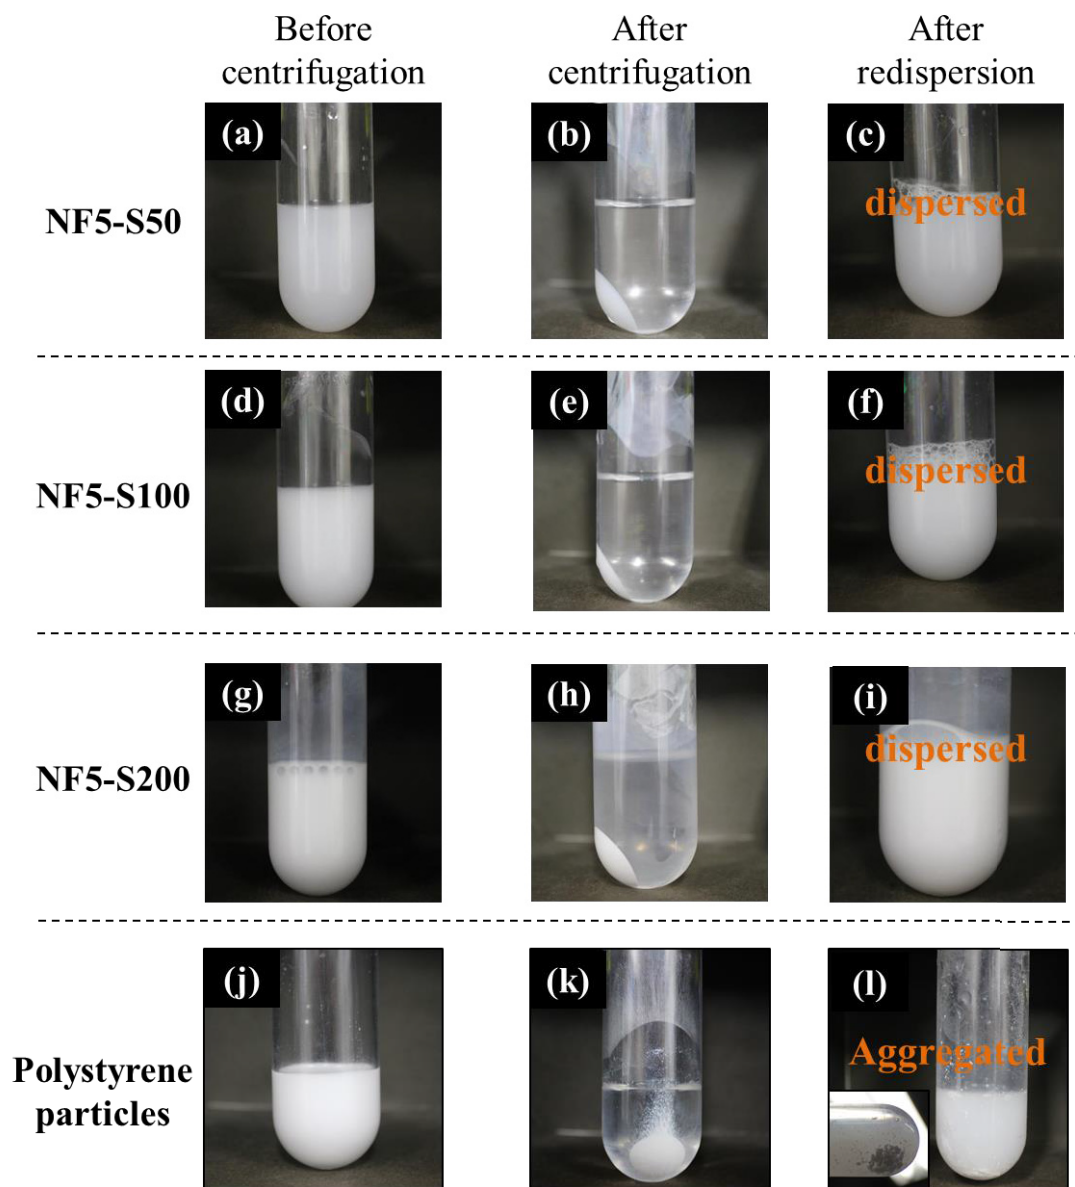 Before
centrifugation
After
centrifugation
After
redispersion
NF5-S50
(a)
(b)
(c)
dispersed
NF5-S100
(d)
(e)
(f)
dispersed
NF5-S200
(g)
(h)
(i)
dispersed
Polystyrene
particles
(j)
(k)
(l)
Aggregated